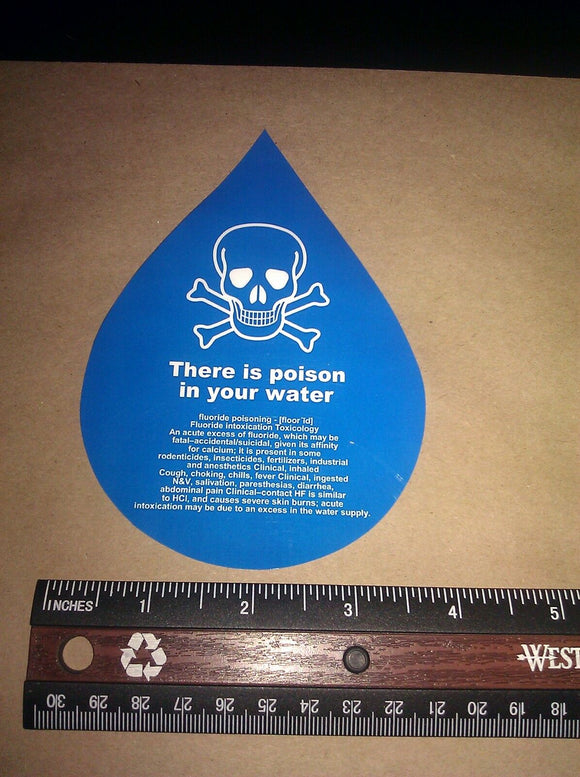 There is poison
in your water
fluoride poisoning - [floor´īd]
Fluoride intoxication Toxicology
An acute excess of fluoride, which may be
fatal–accidental/suicidal, given its affinity
for calcium; it is present in some
rodenticides, insecticides, fertilizers, industrial
and anesthetics Clinical, inhaled
Cough, choking, chills, fever Clinical, ingested
N&V, salivation, paresthesias, diarrhea,
abdominal pain Clinical–contact HF is similar
to HCl, and causes severe skin burns; acute
intoxication may be due to an excess in the water supply.
INCHES 1 2 3 4 5
WEST
30 29 28 27 26 25 24 23 22 21 20 19 18